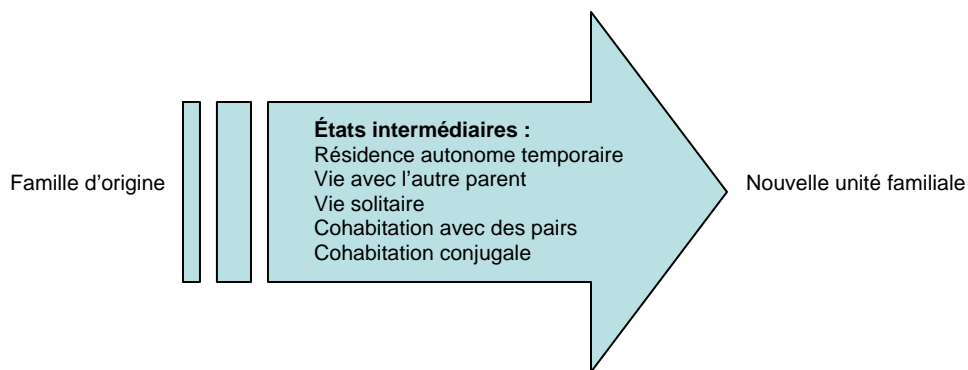 Famille d'origine
États intermédiaires :
Résidence autonome temporaire
Vie avec l'autre parent
Vie solitaire
Cohabitation avec des pairs
Cohabitation conjugale
Nouvelle unité familiale